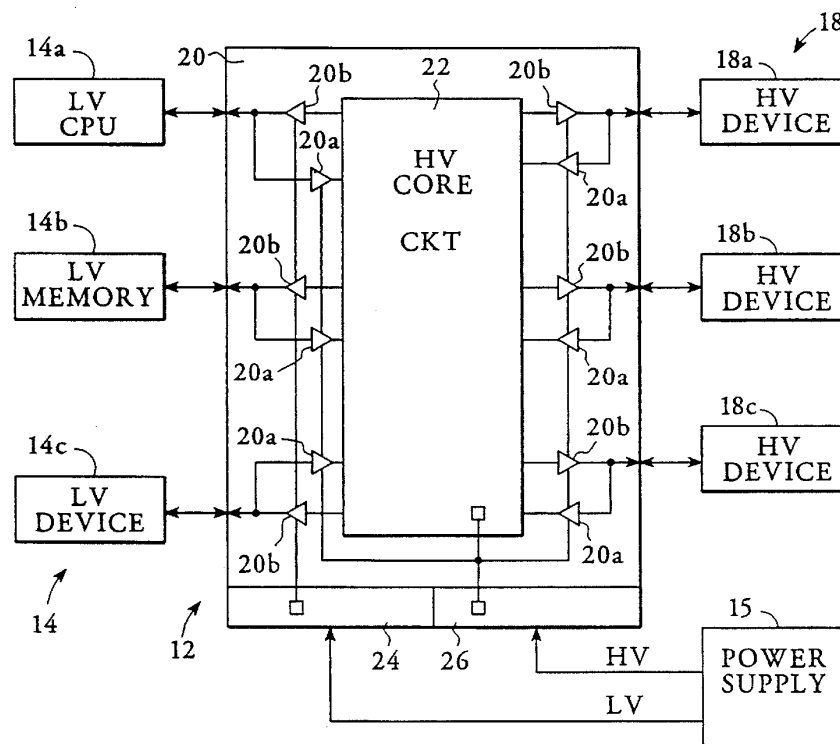 14a
20
22
18
18a
LV
CPU
20b
20b
HV
DEVICE
20a
HV
CORE
CKT
20a
14b
18b
LV
MEMORY
20b
20b
HV
DEVICE
20a
20a
14c
18c
LV
DEVICE
20a
20b
HV
DEVICE
20b
20a
14
12
24
26
15
HV
LV
POWER
SUPPLY